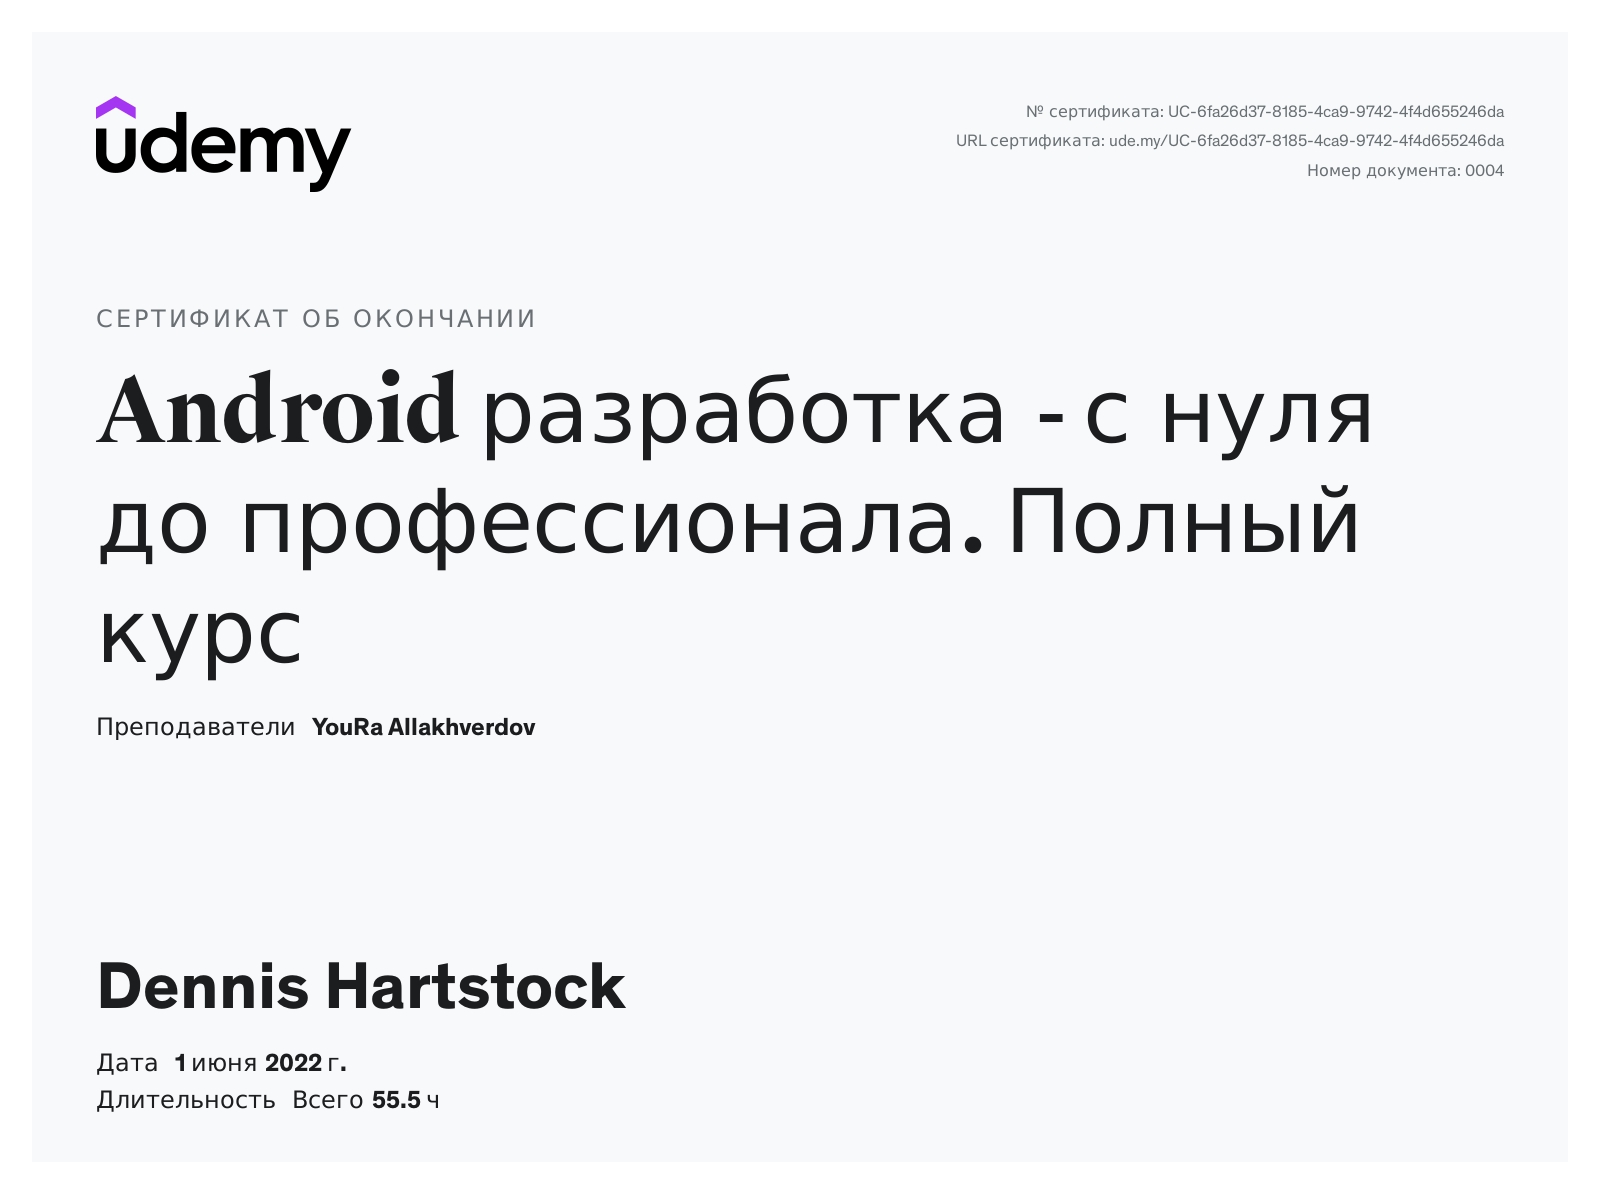 udemy
№ сертификата: UC-6fa26d37-8185-4ca9-9742-4f4d655246da
URL сертификата: ude.my/UC-6fa26d37-8185-4ca9-9742-4f4d655246da
Номер документа: 0004
СЕРТИФИКАТ ОБ ОКОНЧАНИИ
Android разработка - с нуля
до профессионала. Полный
курс
Преподаватели YouRa Allakhverdov
Dennis Hartstock
Дата 1 июня 2022 г.
Длительность Всего 55.5 ч